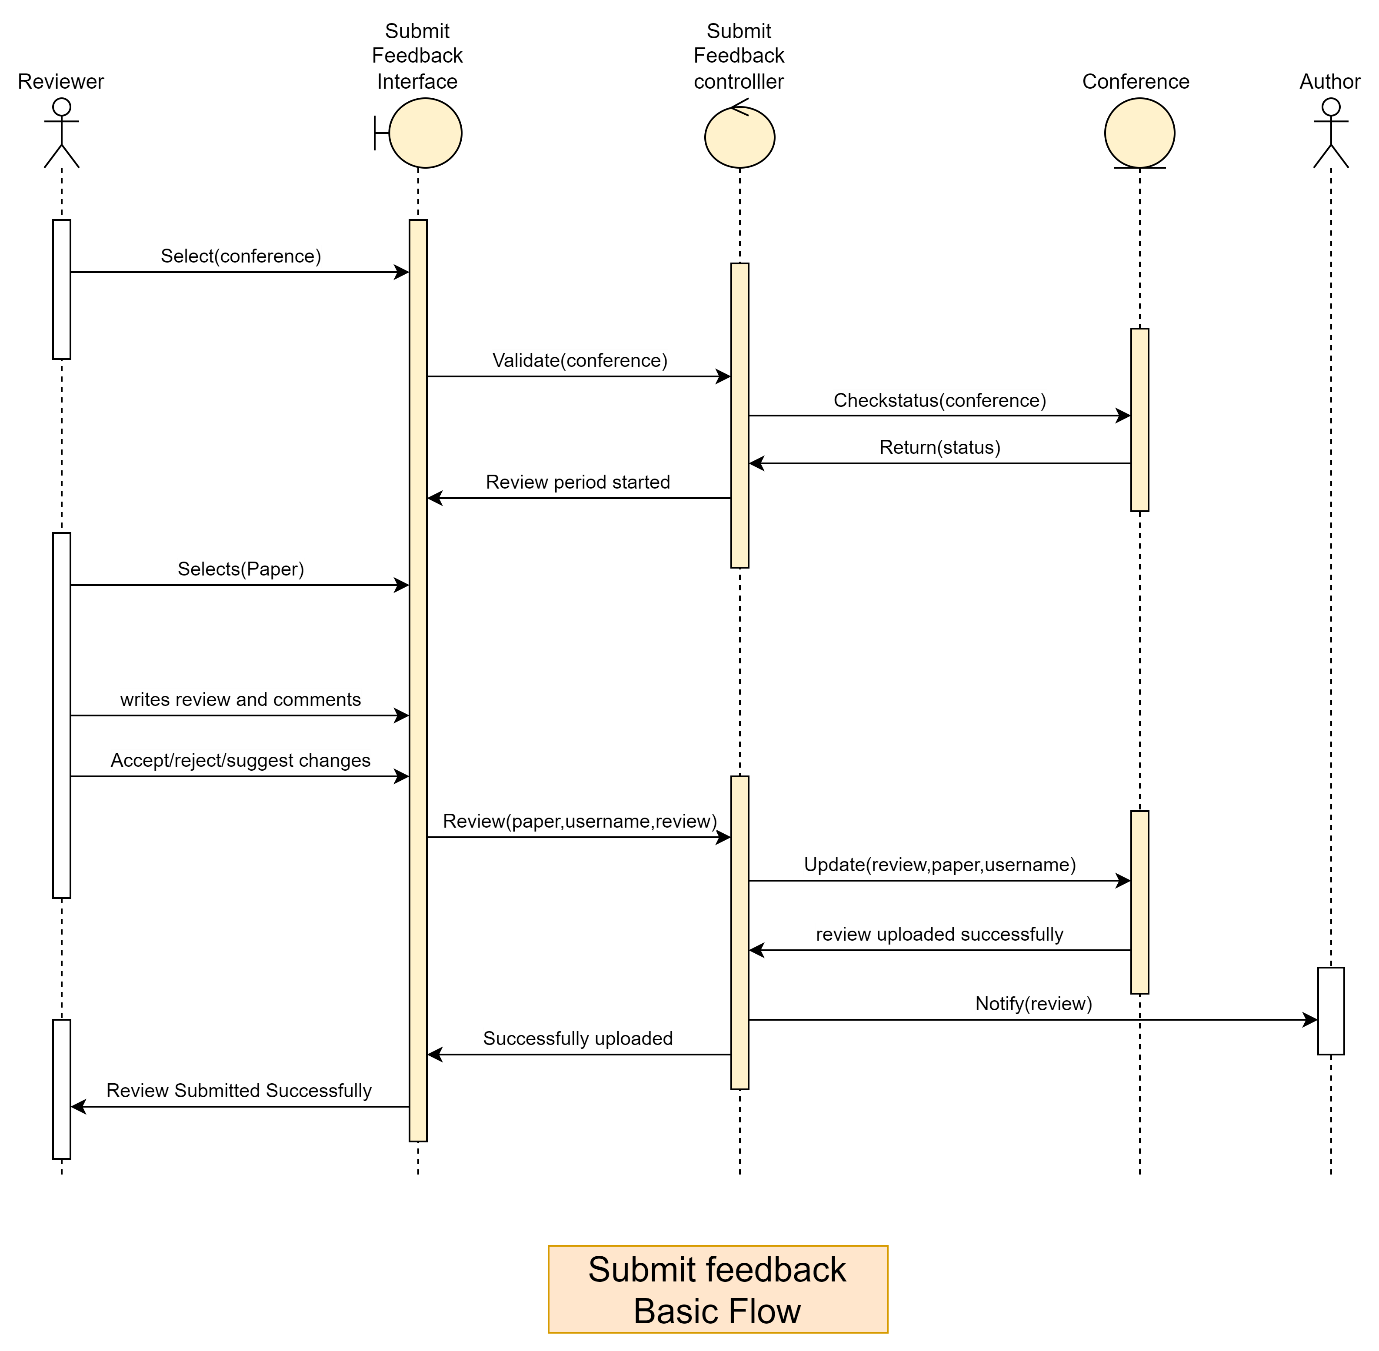 Submit
Feedback
Interface
Submit
Feedback
controlller
Reviewer
Conference
Author
Select(conference)
Validate(conference)
Checkstatus(conference)
Return(status)
Review period started
Selects(Paper)
writes review and comments
Accept/reject/suggest changes
Review(paper,username,review)
Update(review,paper,username)
review uploaded successfully
Notify(review)
Successfully uploaded
Review Submitted Successfully
Submit feedback
Basic Flow